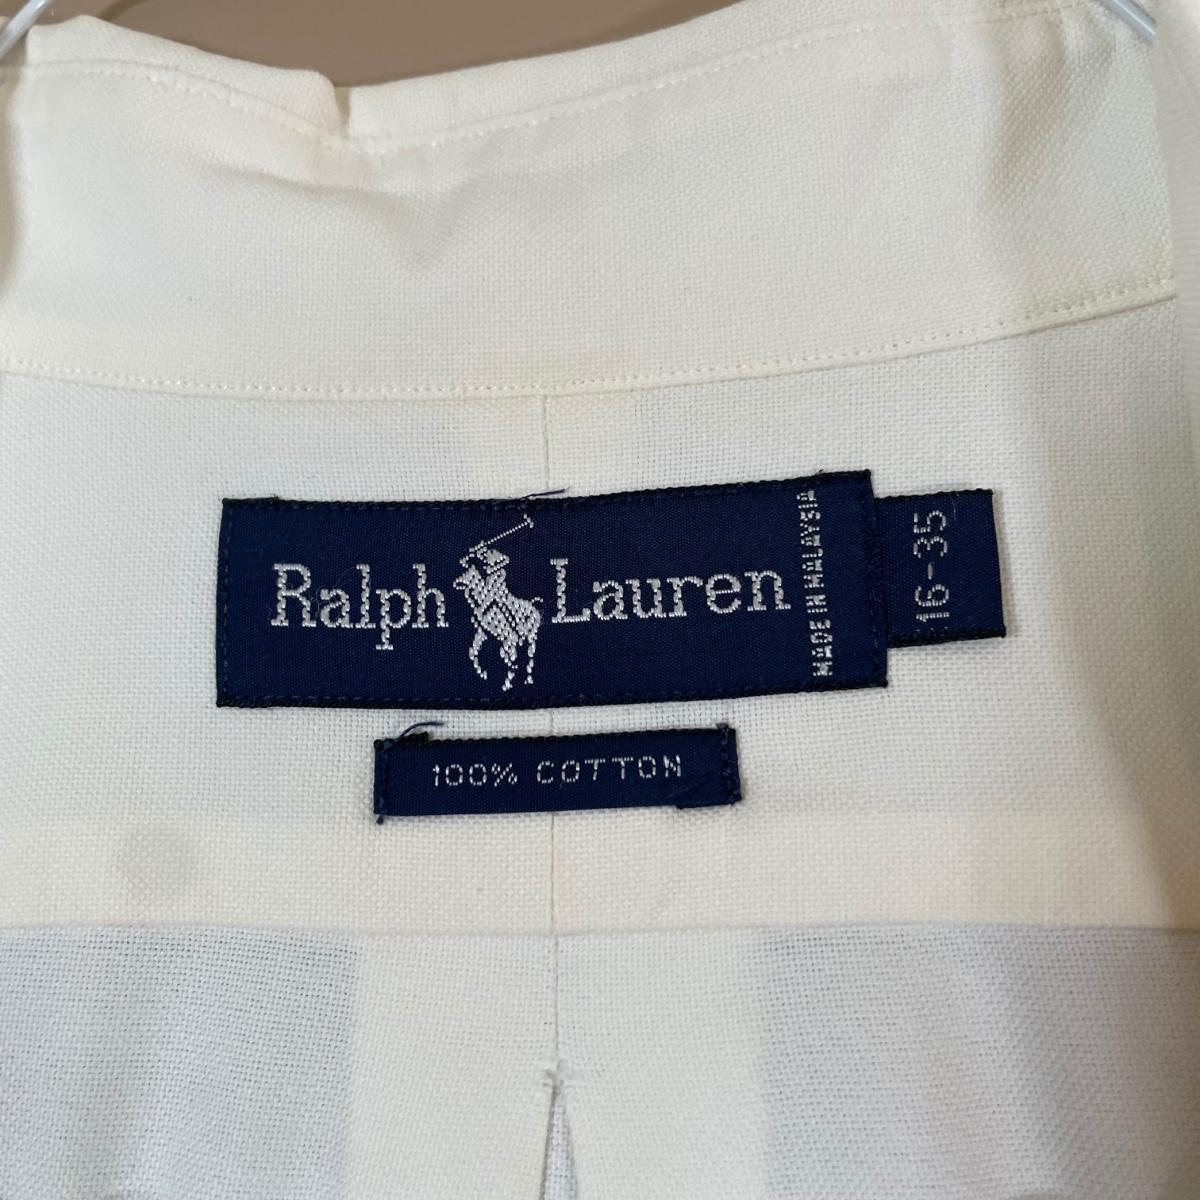 Ralph Lauren
MADE IN MALAYSIA
16-35
100% COTTON